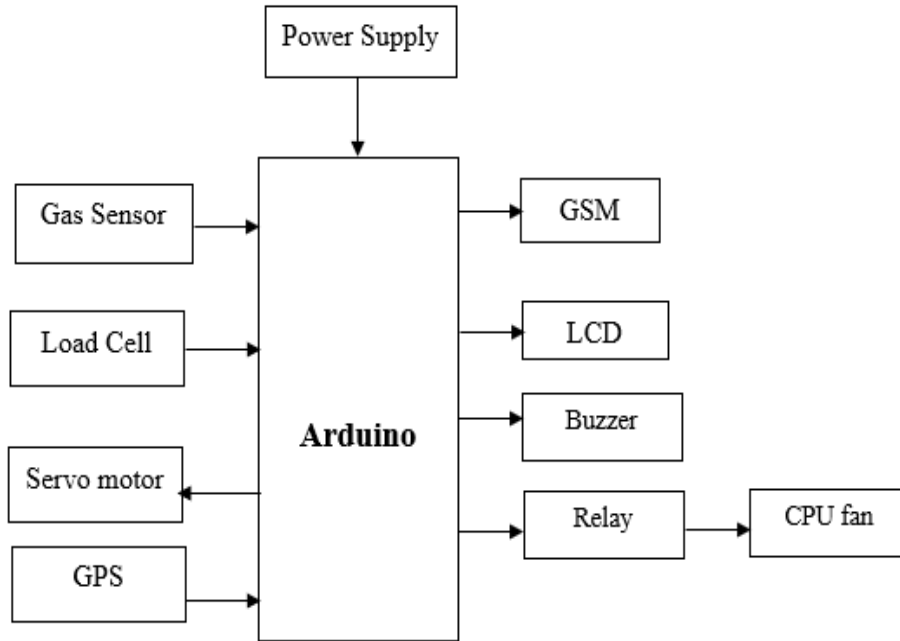 Power Supply
Gas Sensor
GSM
Load Cell
LCD
Arduino
Buzzer
Servo motor
Relay
CPU fan
GPS